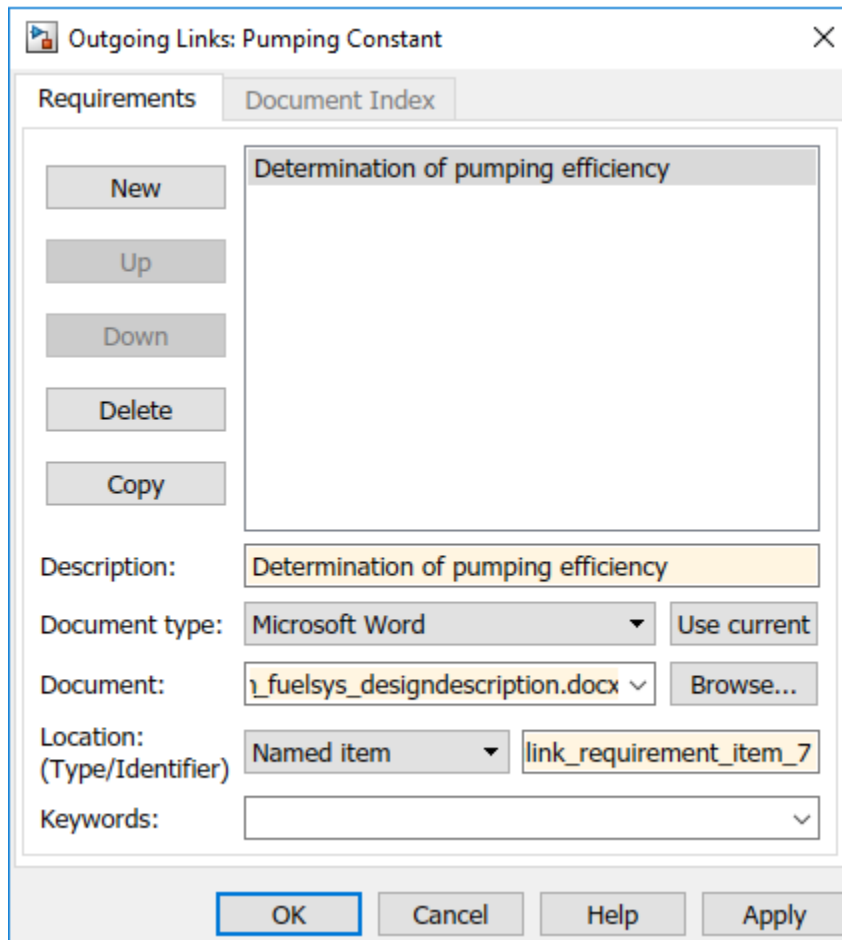 Outgoing Links: Pumping Constant
Requirements
Document Index
New
Up
Down
Delete
Copy
Determination of pumping efficiency
Description:
Determination of pumping efficiency
Document type:
Microsoft Word
Use current
Document:
_fuelsys_designdescription.docx
Browse...
Location:
(Type/Identifier)
Named item
link_requirement_item_7
Keywords:
OK
Cancel
Help
Apply